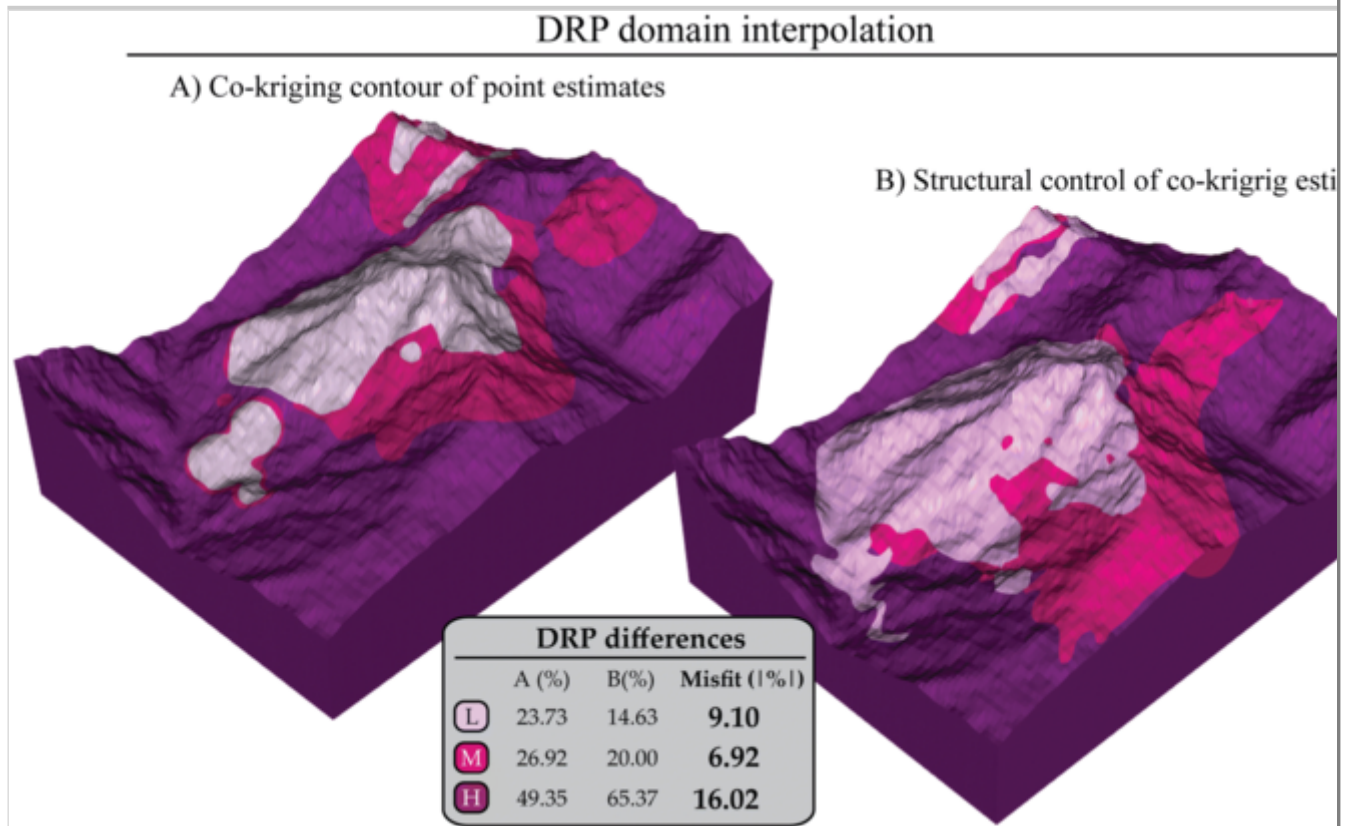 DRP domain interpolation
A) Co-kriging contour of point estimates
B) Structural control of co-krigrig esti
DRP differences
A (%) B(%) Misfit (|%|)
L 23.73 14.63 9.10
M 26.92 20.00 6.92
H 49.35 65.37 16.02